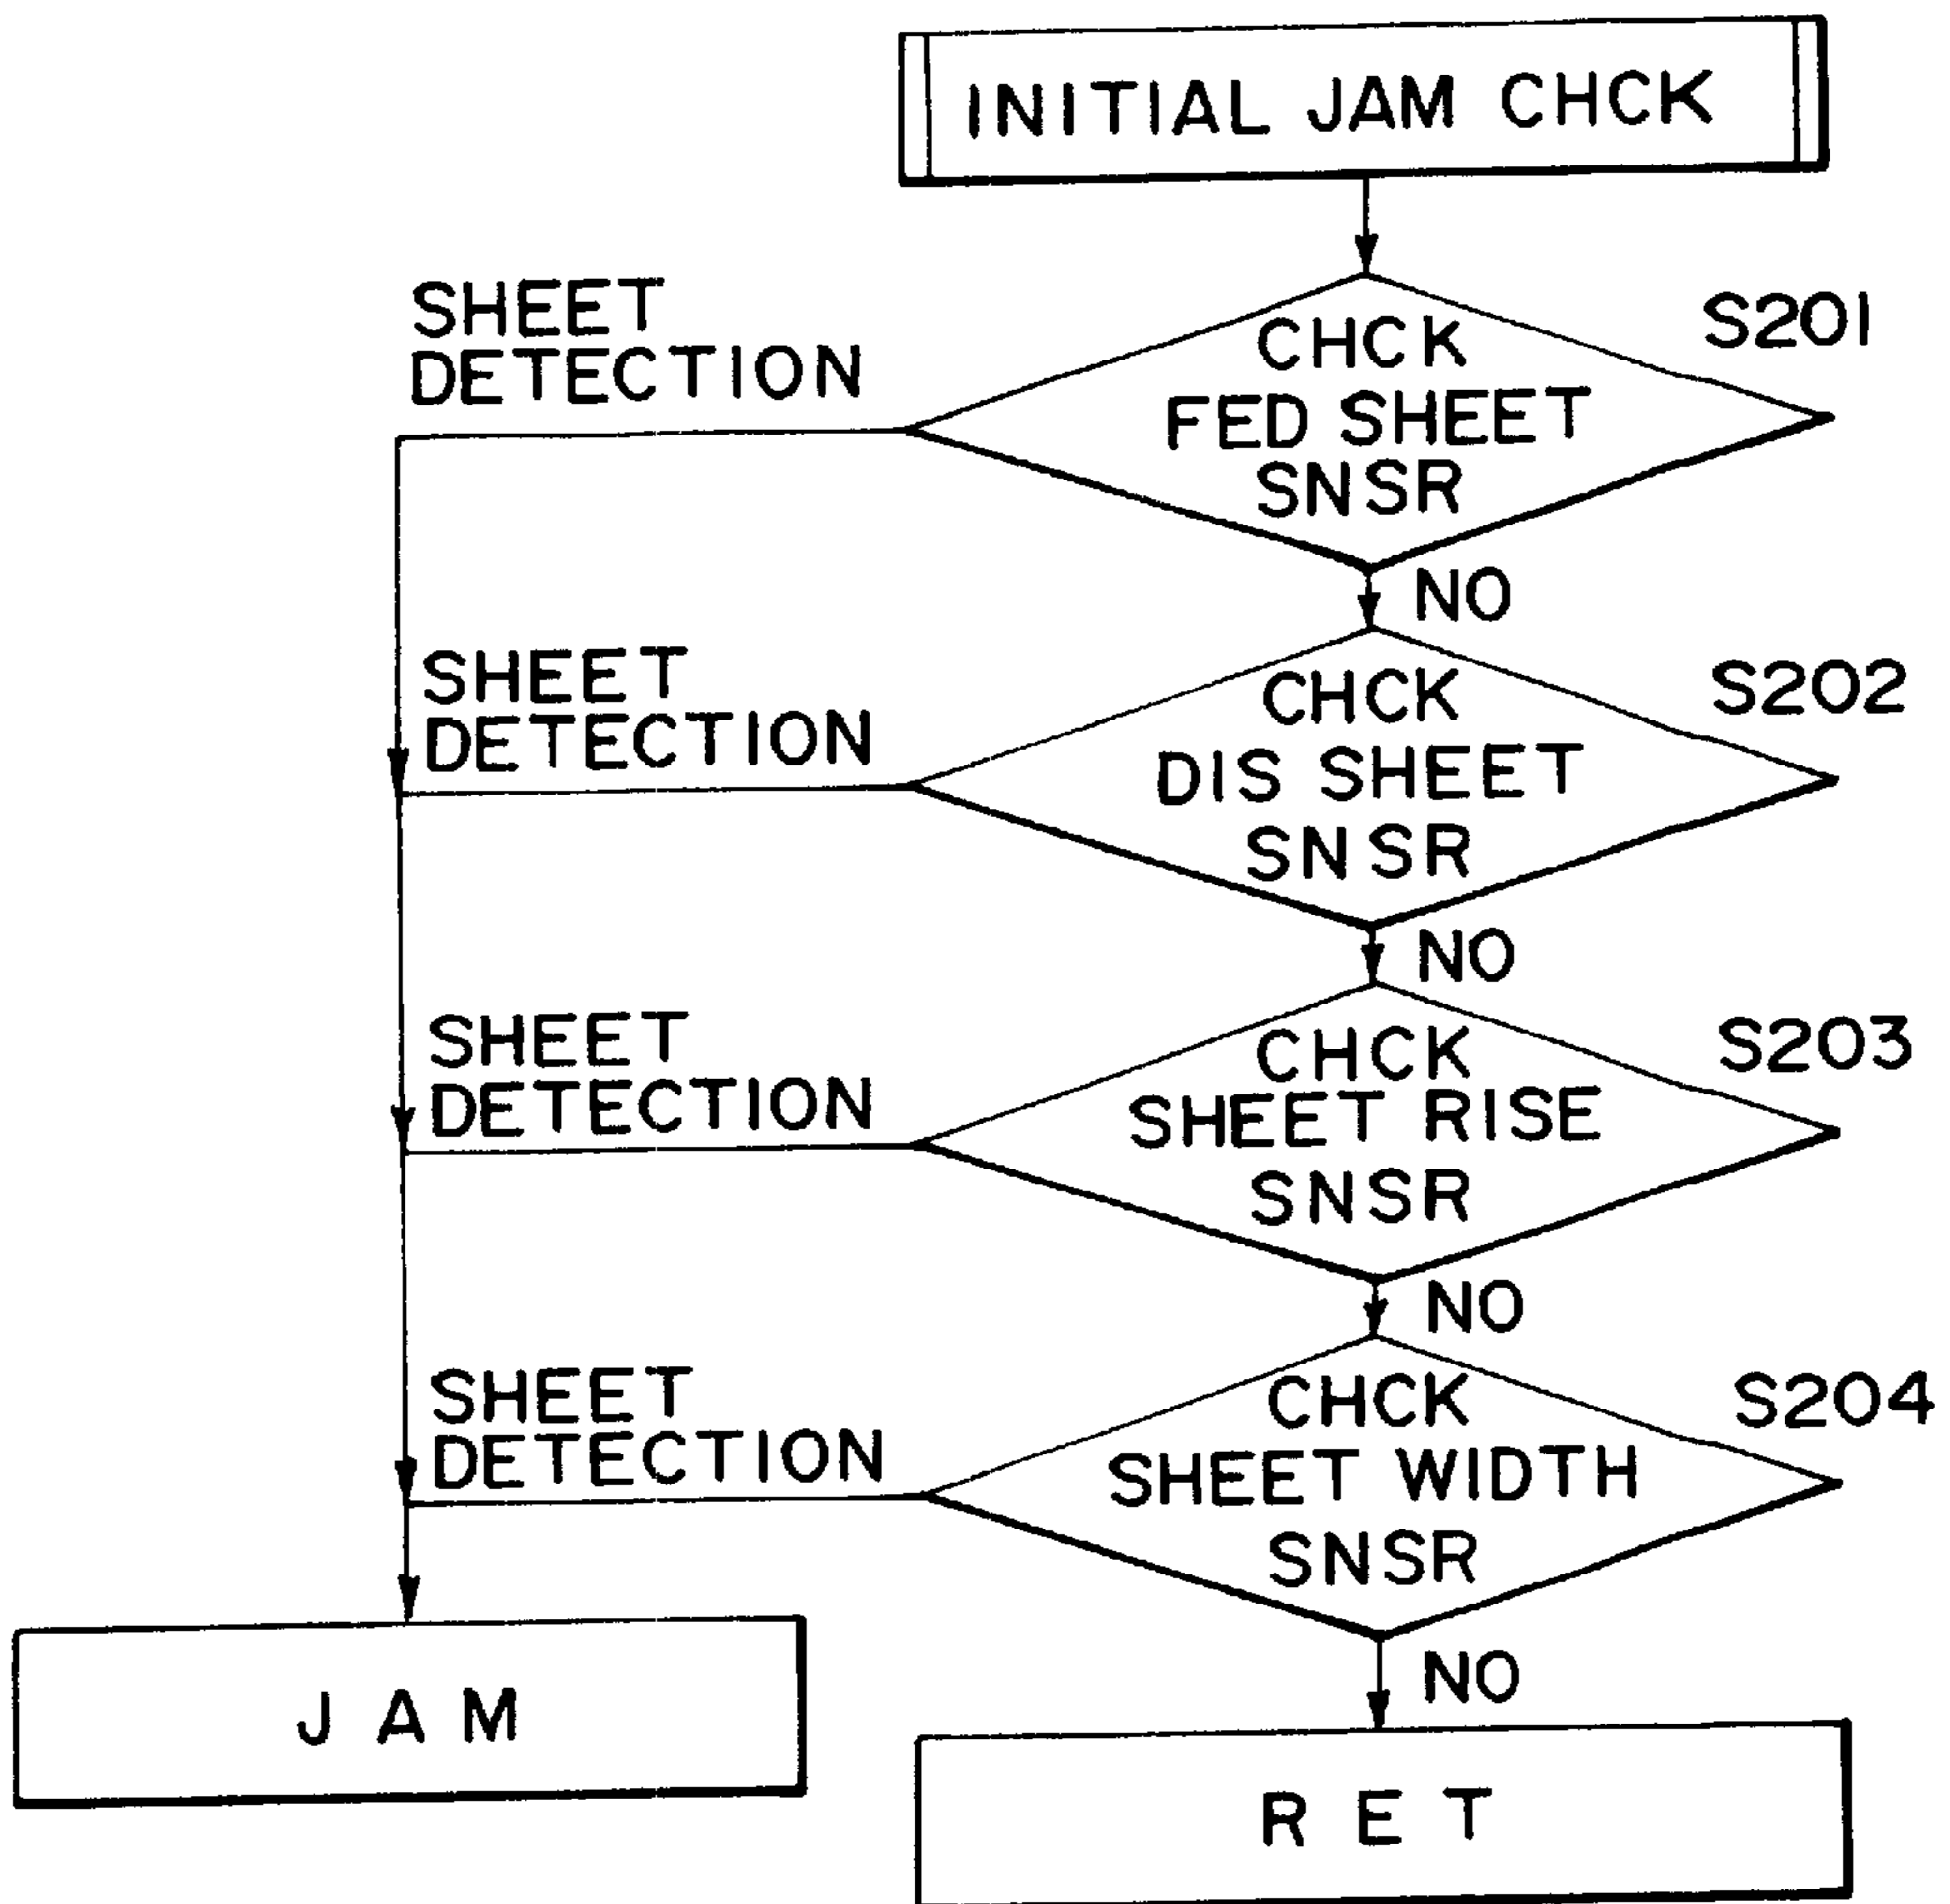 INITIAL JAM CHCK
SHEET
DETECTION
CHCK
FED SHEET
SNSR
S201
NO
SHEET
DETECTION
CHCK
DIS SHEET
SNSR
S202
NO
SHEET
DETECTION
CHCK
SHEET RISE
SNSR
S203
NO
SHEET
DETECTION
CHCK
SHEET WIDTH
SNSR
S204
NO
JAM
RET